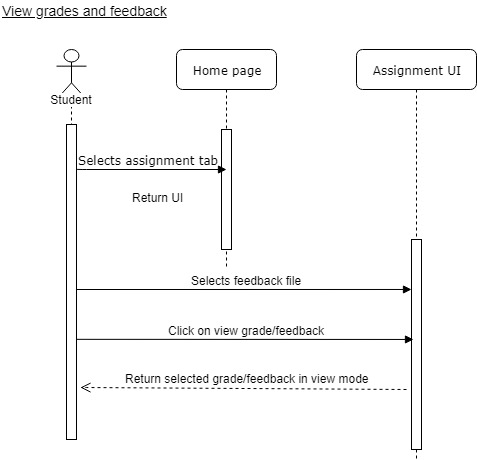 View grades and feedback
Student
Home page
Assignment UI
Selects assignment tab
Return UI
Selects feedback file
Click on view grade/feedback
Return selected grade/feedback in view mode